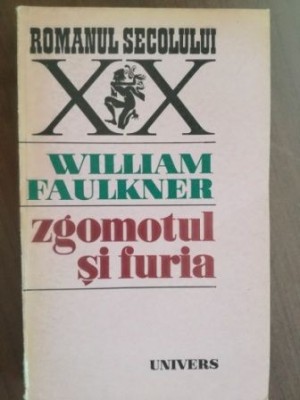 ROMANUL SECOLULUI
XX
WILLIAM
FAULKNER
zgomotul
și furia
UNIVERS